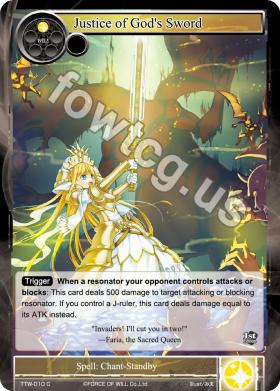 Justice of God's Sword
WILL
fowtcg.us
Trigger When a resonator your opponent controls attacks or
blocks: This card deals 500 damage to target attacking or blocking
resonator. If you control a J-ruler, this card deals damage equal to
its ATK instead.
"Invaders! I'll cut you in two!"
—Faria, the Sacred Queen
1st
Spell: Chant-Standby
TTW-010 C
©FORCE OF WILL Co.,Ltd.